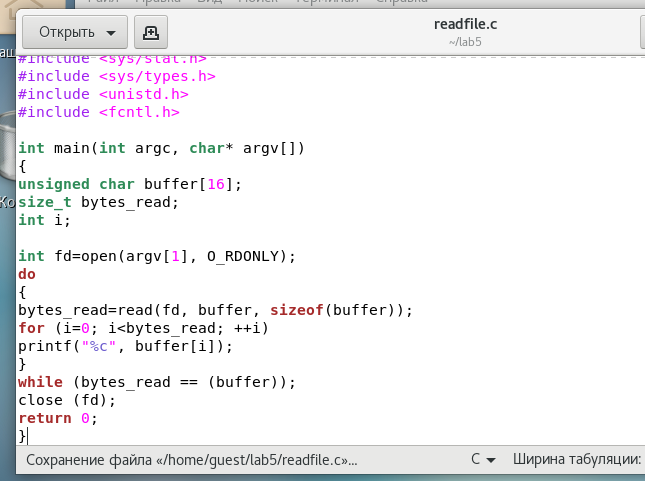 Открыть
readfile.c
~/lab5
#include <sys/stat.h>
#include <sys/types.h>
#include <unistd.h>
#include <fcntl.h>
int main(int argc, char* argv[])
{
unsigned char buffer[16];
size_t bytes_read;
int i;
int fd=open(argv[1], O_RDONLY);
do
{
bytes_read=read(fd, buffer, sizeof(buffer));
for (i=0; i<bytes_read; ++i)
printf("%c", buffer[i]);
}
while (bytes_read == (buffer));
close (fd);
return 0;
}
Сохранение файла «/home/guest/lab5/readfile.c»... C Ширина табуляции: